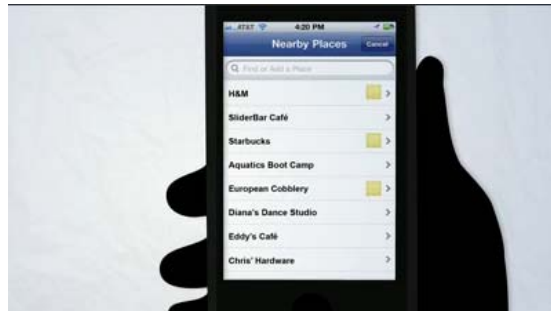 AT&T 4:20 PM
Nearby Places Cancel
Find or Add a Place
H&M
SliderBar Café
Starbucks
Aquatics Boot Camp
European Cobblery
Diana's Dance Studio
Eddy's Café
Chris' Hardware